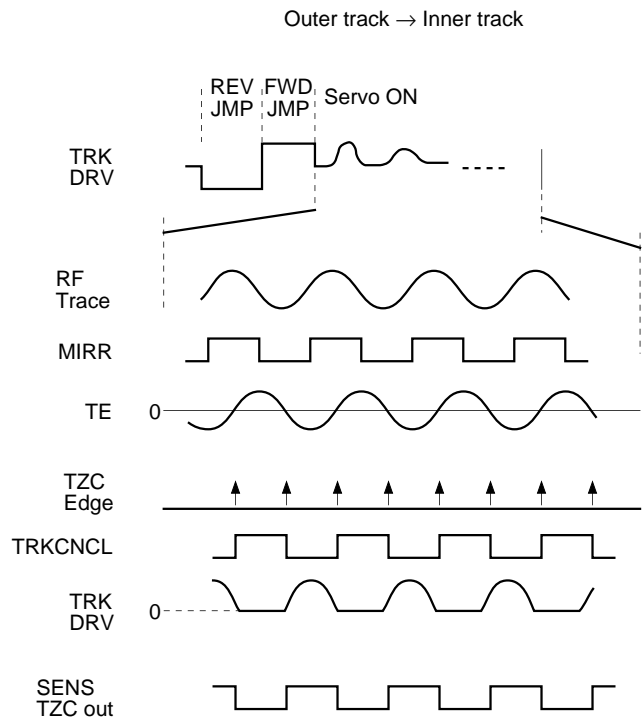 Outer track → Inner track
REV JMP
FWD JMP
Servo ON
TRK
DRV
RF
Trace
MIRR
TE
0
TZC
Edge
TRKCNCL
TRK
DRV
0
SENS
TZC out